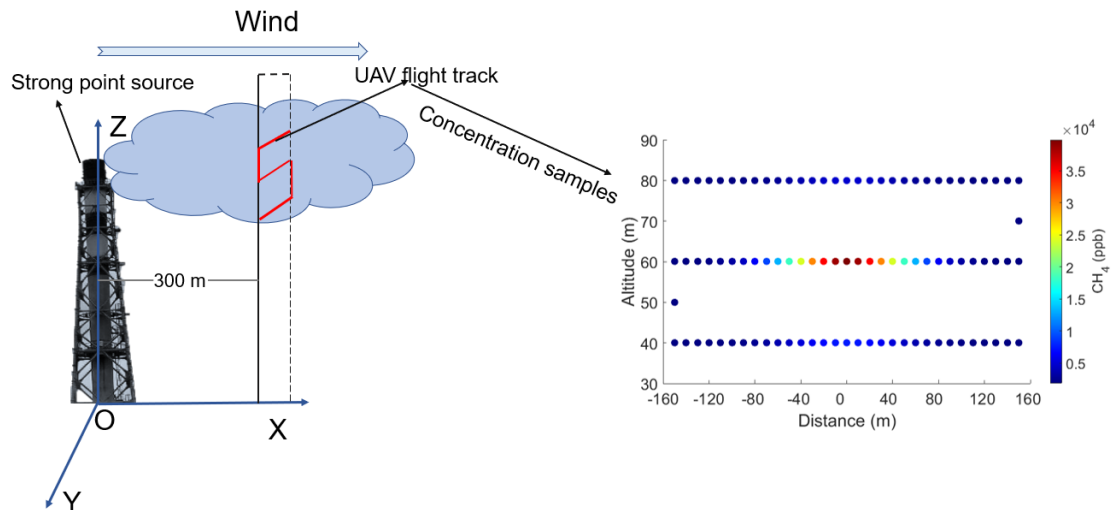 Wind
Strong point source
UAV flight track
Concentration samples
Z
300 m
O
X
Y
×10⁴
90
80
70
60
50
40
30
Altitude (m)
-160 -120 -80 -40 0 40 80 120 160
Distance (m)
4
3.5
3
2.5
2
1.5
1
0.5
CH₄ (ppb)